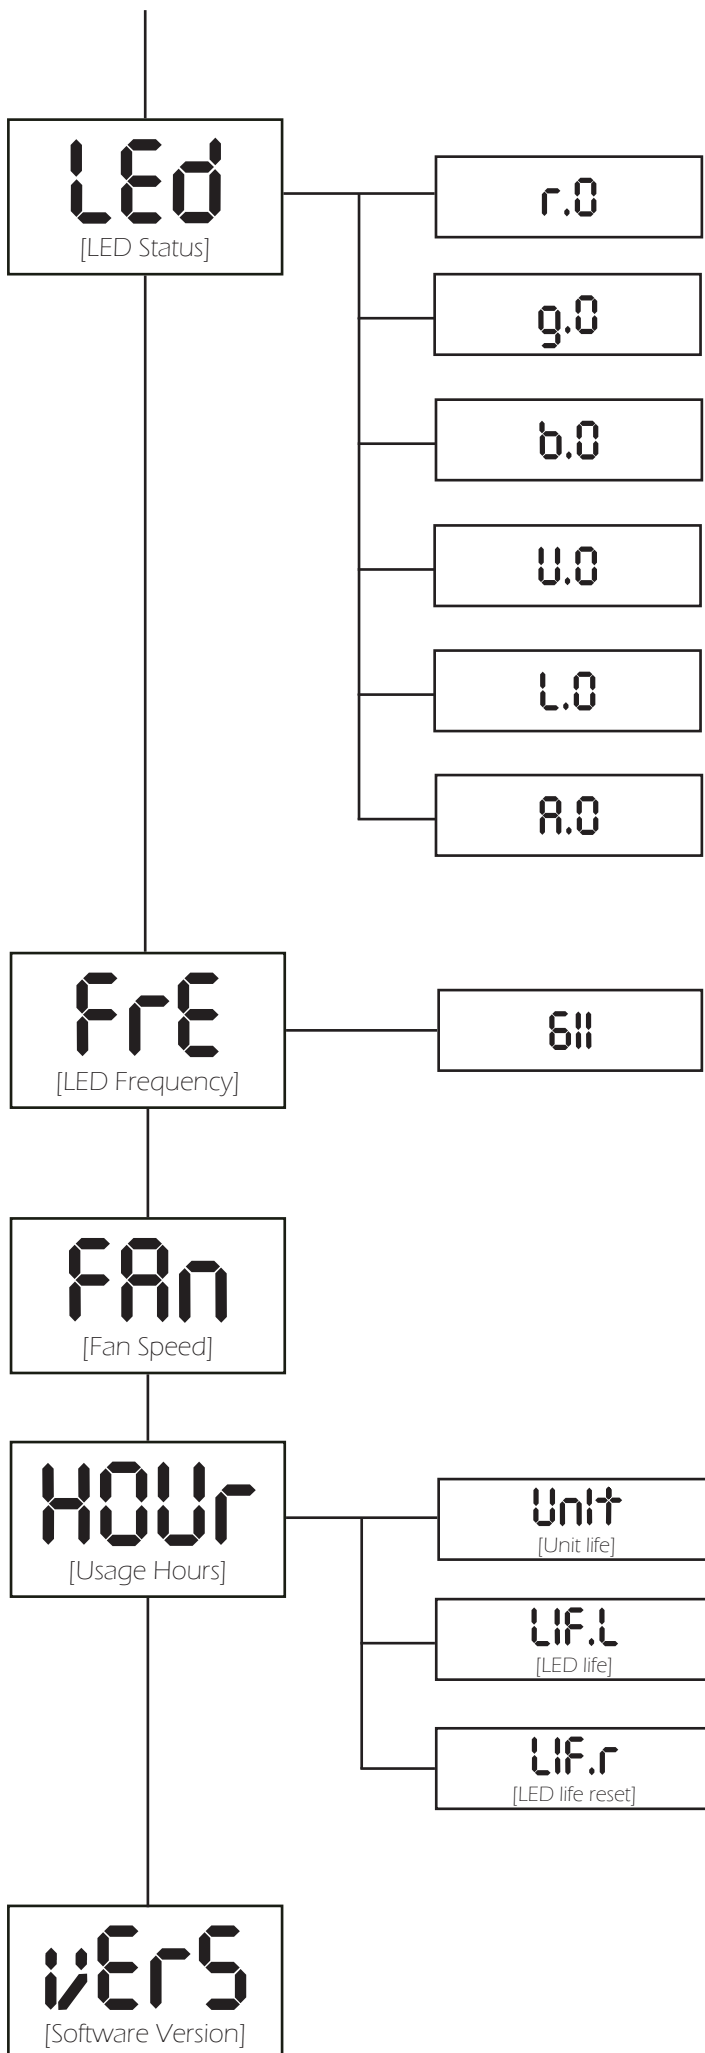 LEd
[LED Status]
r.0
g.0
b.0
U.0
L.0
A.0
FrE
[LED Frequency]
611
FAn
[Fan Speed]
HOUr
[Usage Hours]
UnIt
[Unit life]
LIF.L
[LED life]
LIF.r
[LED life reset]
vErS
[Software Version]